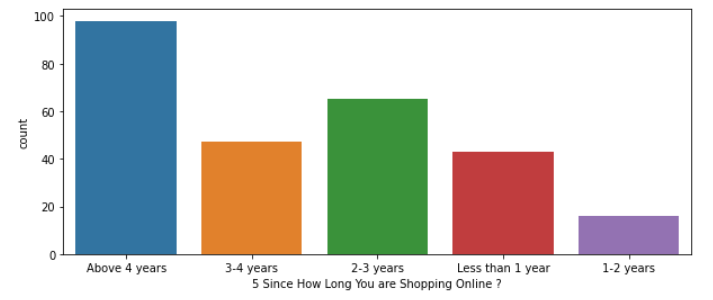 100
80
60
40
20
0
count
Above 4 years 3-4 years 2-3 years Less than 1 year 1-2 years
5 Since How Long You are Shopping Online ?